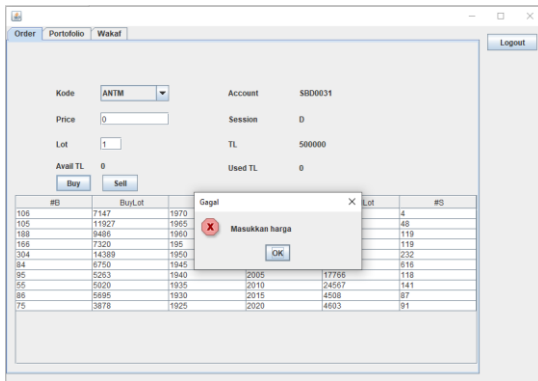 Order Portofolio Wakaf
Logout
Kode ANTM Account SBD0031
Price 0 Session D
Lot 1 TL 500000
Avail TL 0 Used TL 0
Buy Sell
#B BuyLot Lot #S
Gagal
Masukkan harga
OK
106 7147 1970 4
105 11927 1965 48
188 9486 1960 119
166 7320 195 119
304 14389 1950 232
84 6750 1945 616
95 5263 1940 2005 17766 118
55 5020 1935 2010 24567 141
86 5695 1930 2015 4508 87
75 3878 1925 2020 4603 91